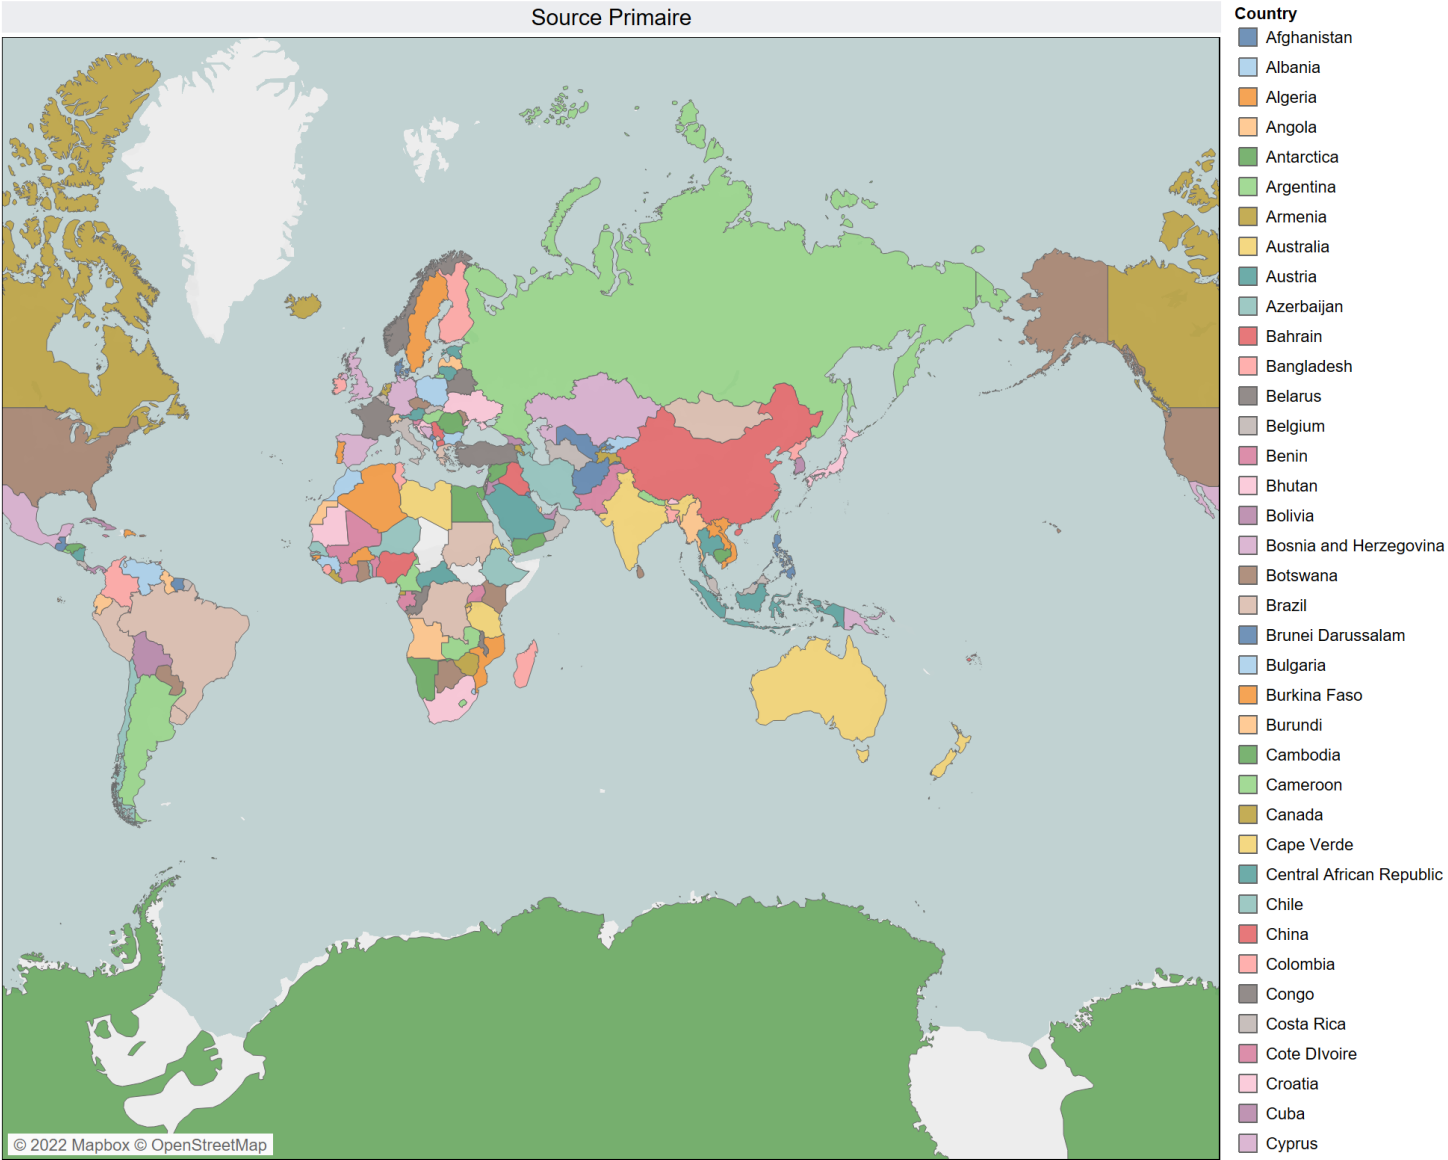 Source Primaire
Country
Afghanistan
Albania
Algeria
Angola
Antarctica
Argentina
Armenia
Australia
Austria
Azerbaijan
Bahrain
Bangladesh
Belarus
Belgium
Benin
Bhutan
Bolivia
Bosnia and Herzegovina
Botswana
Brazil
Brunei Darussalam
Bulgaria
Burkina Faso
Burundi
Cambodia
Cameroon
Canada
Cape Verde
Central African Republic
Chile
China
Colombia
Congo
Costa Rica
Cote DIvoire
Croatia
Cuba
Cyprus
© 2022 Mapbox © OpenStreetMap